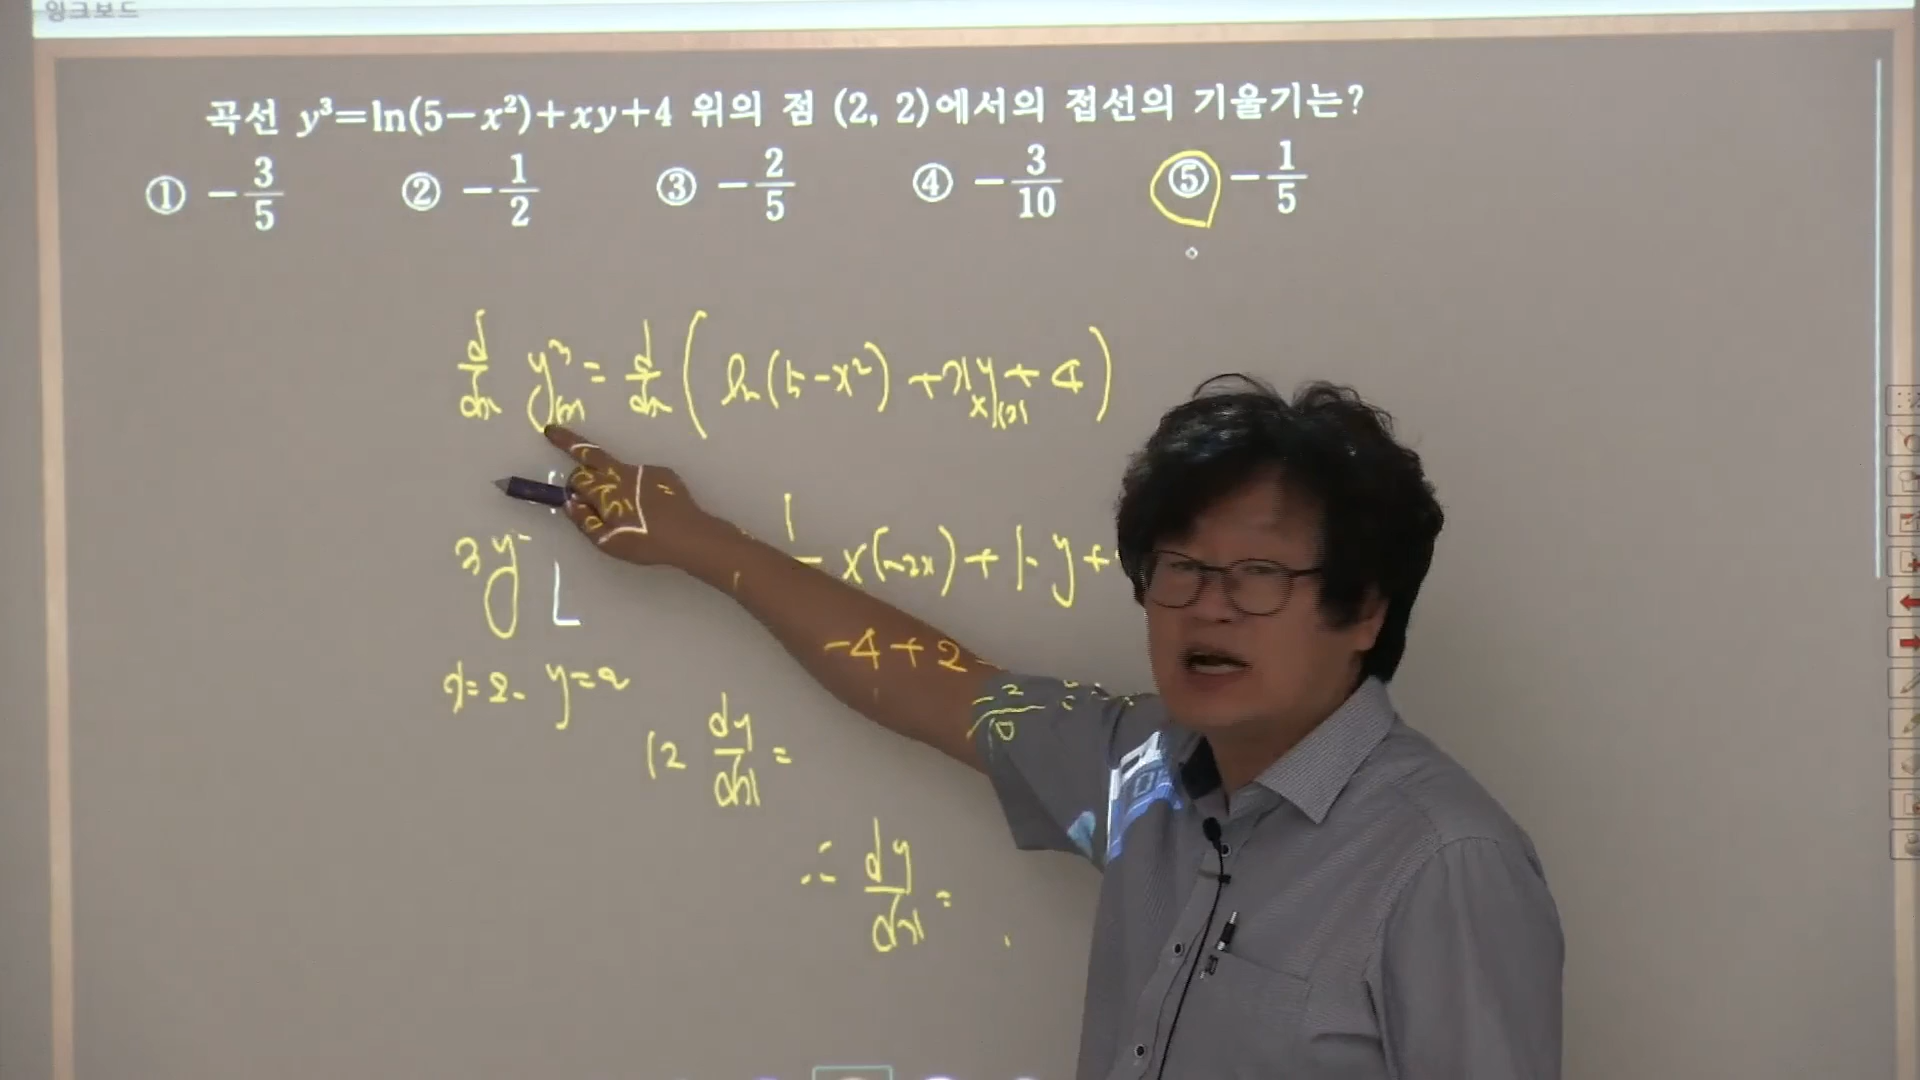 잉크보드
곡선 y³=ln(5−x²)+xy+4 위의 점 (2, 2)에서의 접선의 기울기는?
① −3/5 ② −1/2 ③ −2/5 ④ −3/10 ⑤ −1/5
d/dx y³ = d/dx ( ln(5−x²) + xy + 4 )
3y
x(−2x) + 1·y +
−4 + 2
x=2. y=2
−2/10
12 dy/dx =
∴ dy/dx =